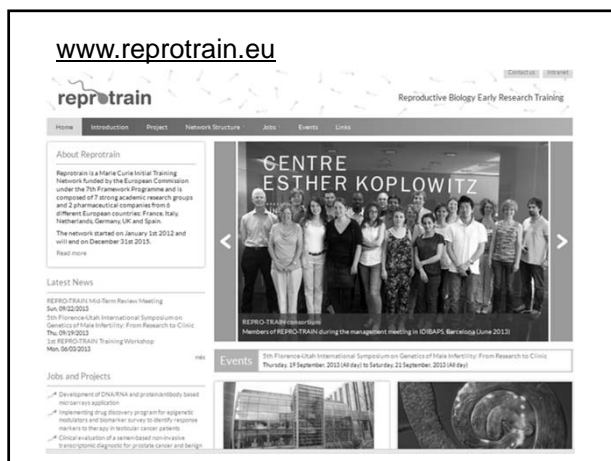 www.reprotrain.eu
Contact us Intranet
reprotrain
Reproductive Biology Early Research Training
Home Introduction Project Network Structure Jobs Events Links
About Reprotrain
Reprotrain is a Marie Curie Initial Training
Network funded by the European Commission
under the 7th Framework Programme and is
composed of 7 strong academic research groups
and 2 pharmaceutical companies from 6
different European countries: France, Italy,
Netherlands, Germany, UK and Spain.
The network started on January 1st 2012 and
will end on December 31st 2015.
Read more
CENTRE
ESTHER KOPLOWITZ
REPRO-TRAIN consortium
Members of REPRO-TRAIN during the management meeting in IDIBAPS, Barcelona (June 2013)
Latest News
REPRO-TRAIN Mid-Term Review Meeting
Sun, 09/22/2013
5th Florence-Utah International Symposium on
Genetics of Male Infertility: From Research to Clinic
Thu, 09/19/2013
1st REPRO-TRAIN Training Workshop
Mon, 06/03/2013
més
Events
5th Florence-Utah International Symposium on Genetics of Male Infertility: From Research to Clinic
Thursday, 19 September, 2013 (All day) to Saturday, 21 September, 2013 (All day)
Jobs and Projects
Development of DNA/RNA and protein/antibody based
microarrays application
Implementing drug discovery program for epigenetic
modulators and biomarker survey to identify response
markers to therapy in testicular cancer patients
Clinical evaluation of a semen-based non-invasive
transcriptomic diagnostic for prostate cancer and benign